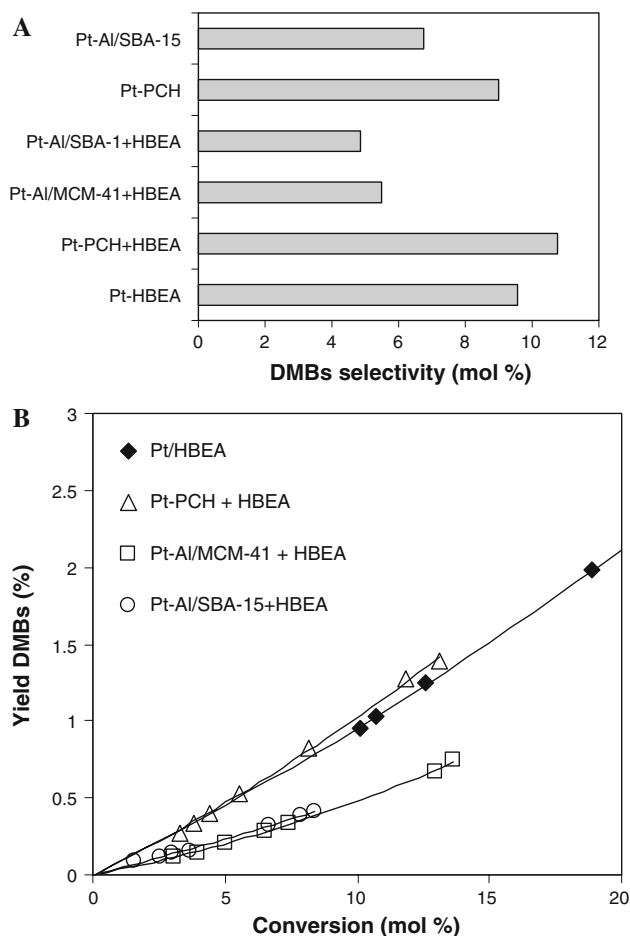 A
Pt-Al/SBA-15
Pt-PCH
Pt-Al/SBA-1+HBEA
Pt-Al/MCM-41+HBEA
Pt-PCH+HBEA
Pt-HBEA
0 2 4 6 8 10 12
DMBs selectivity (mol %)
B
3
2.5
2
1.5
1
0.5
0
Yield DMBs (%)
Pt/HBEA
Pt-PCH + HBEA
Pt-Al/MCM-41 + HBEA
Pt-Al/SBA-15+HBEA
0 5 10 15 20
Conversion (mol %)